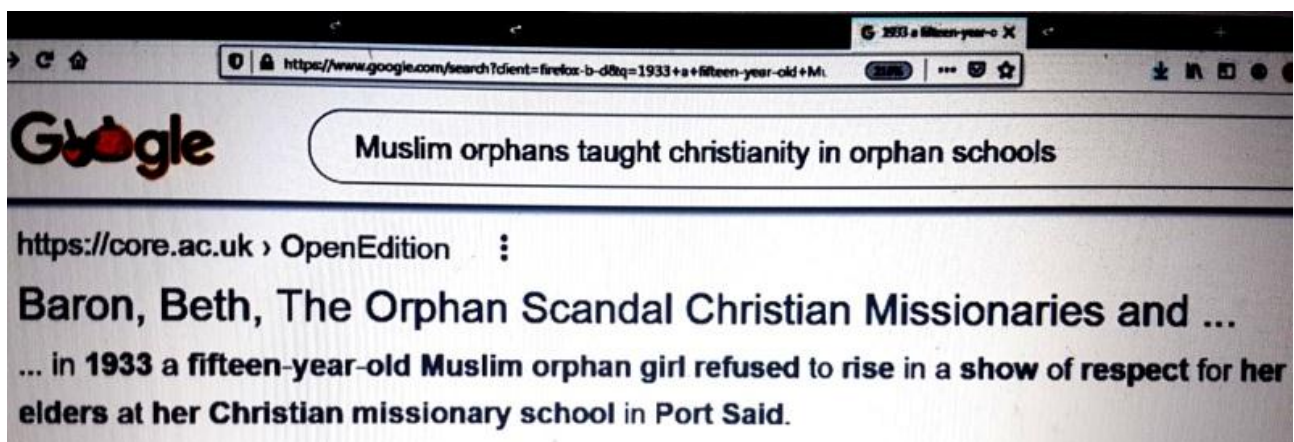 1933 a fifteen-year-o
https://www.google.com/search?client=firefox-b-d&q=1933+a+fifteen-year-old+Mu
Google
Muslim orphans taught christianity in orphan schools
https://core.ac.uk › OpenEdition
Baron, Beth, The Orphan Scandal Christian Missionaries and ...
... in 1933 a fifteen-year-old Muslim orphan girl refused to rise in a show of respect for her
elders at her Christian missionary school in Port Said.